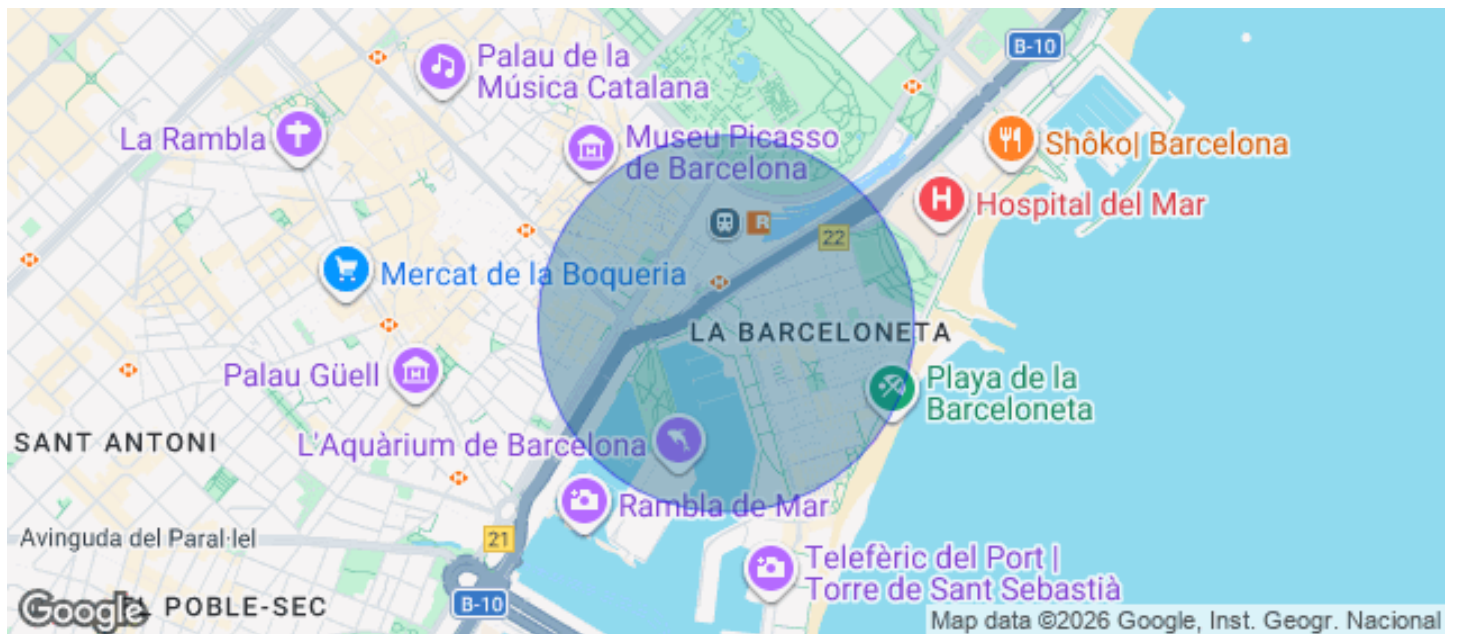 B-10
Palau de la
Música Catalana
La Rambla
Museu Picasso
de Barcelona
Shôko| Barcelona
H
Hospital del Mar
R
22
Mercat de la Boqueria
LA BARCELONETA
Palau Güell
Playa de la
Barceloneta
SANT ANTONI
L'Aquàrium de Barcelona
Rambla de Mar
Avinguda del Paral·lel
21
Telefèric del Port |
Torre de Sant Sebastià
Google
POBLE-SEC
B-10
Map data ©2026 Google, Inst. Geogr. Nacional